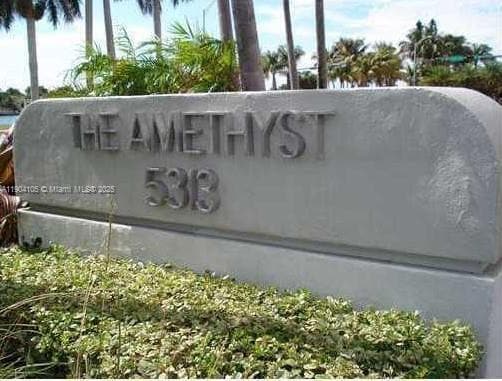 THE AMETHYST
5313
A11904105 © Miami MLS® 2025